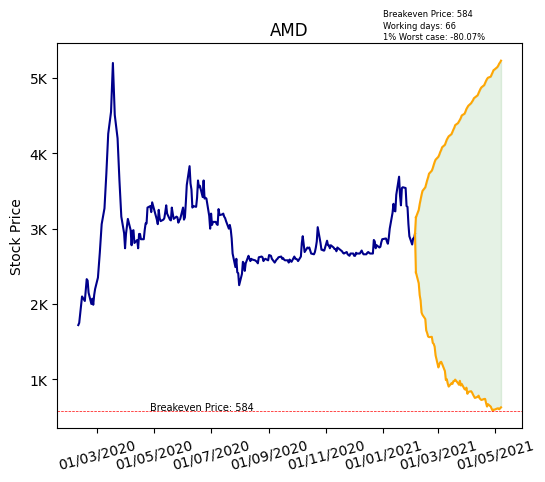 Breakeven Price: 584
Working days: 66
1% Worst case: -80.07%
AMD
5K
4K
3K
2K
1K
Stock Price
Breakeven Price: 584
01/03/2020
01/05/2020
01/07/2020
01/09/2020
01/11/2020
01/01/2021
01/03/2021
01/05/2021